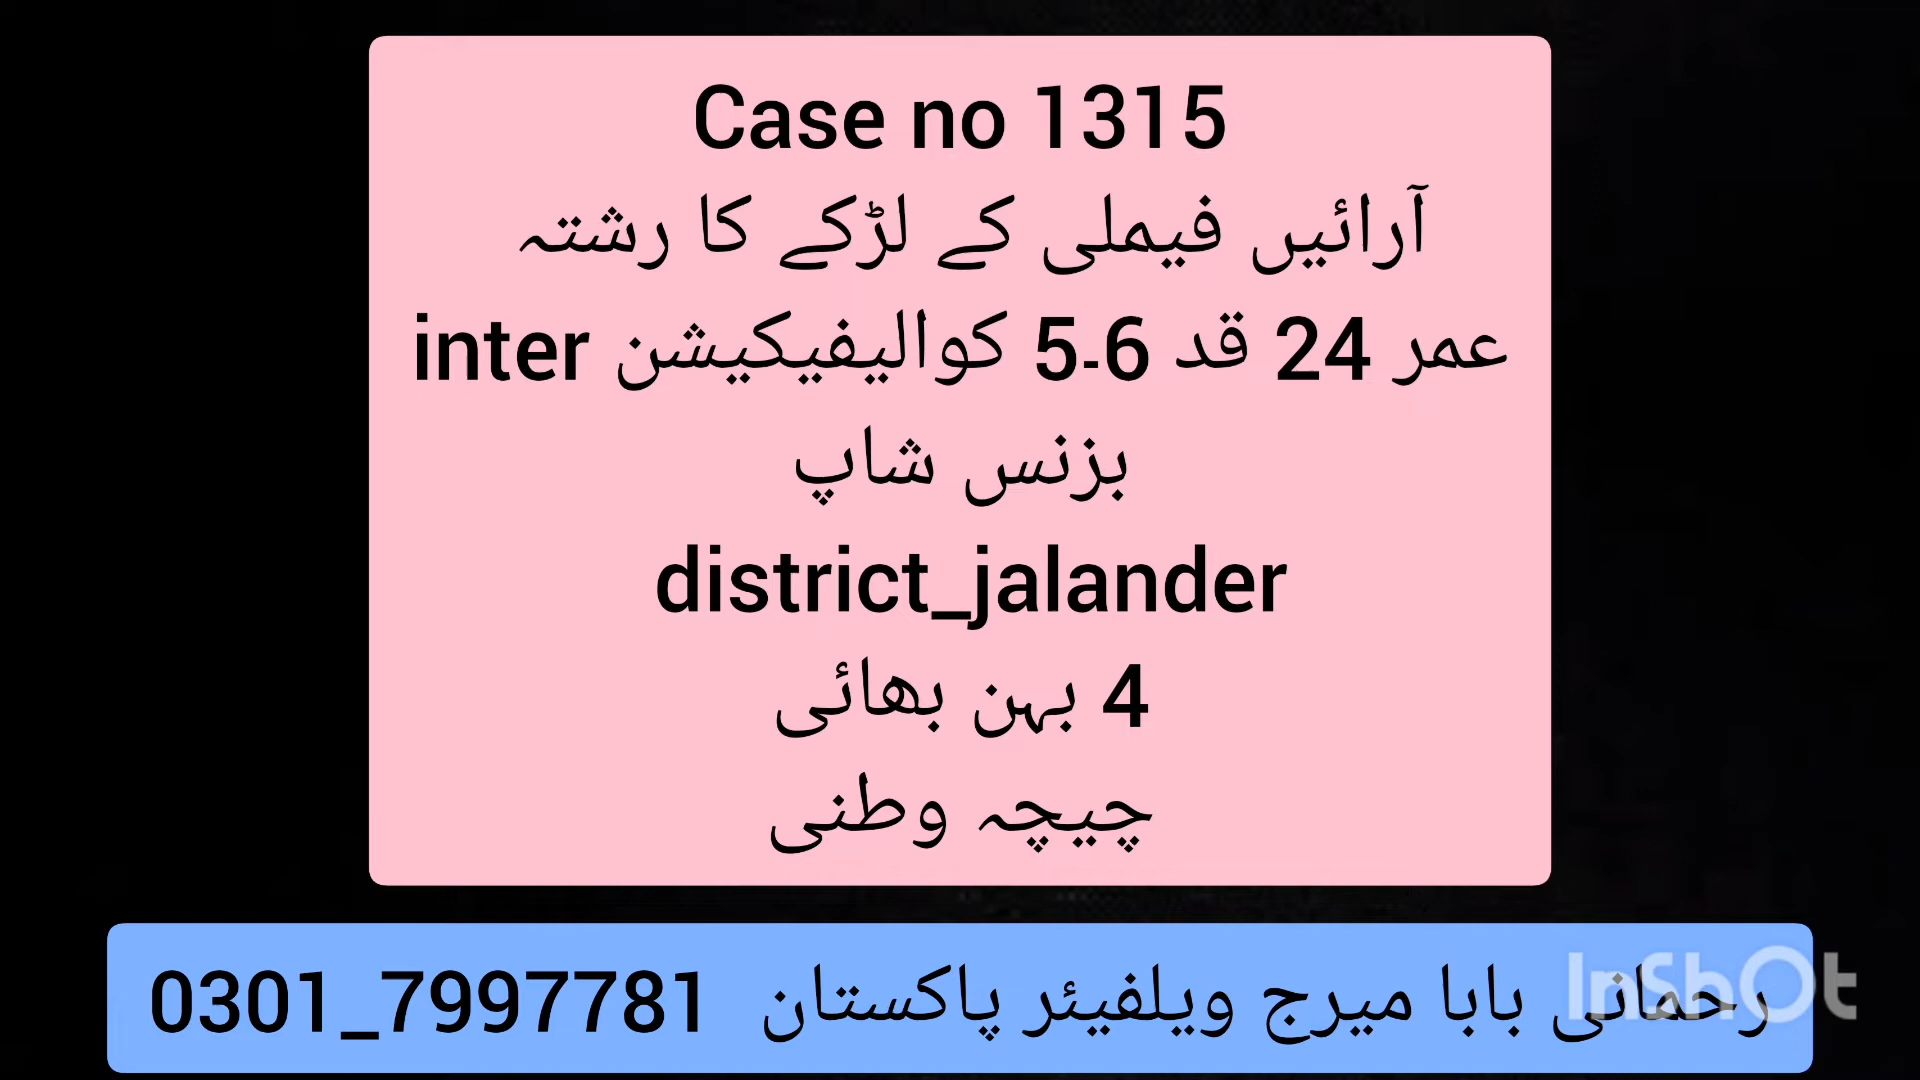 Case no 1315
آرائیں فیملی کے لڑکے کا رشتہ
عمر 24 قد 6-5 کوالیفیکیشن inter
بزنس شاپ
district_jalander
4 بہن بھائی
چیچہ وطنی
رحمانی بابا میرج ویلفیئر پاکستان 0301_7997781
InShOt